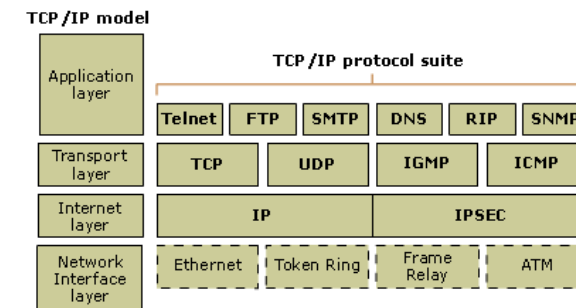 TCP/IP model
TCP/IP protocol suite
Application
layer
Telnet
FTP
SMTP
DNS
RIP
SNMP
Transport
layer
TCP
UDP
IGMP
ICMP
Internet
layer
IP
IPSEC
Network
Interface
layer
Ethernet
Token Ring
Frame
Relay
ATM